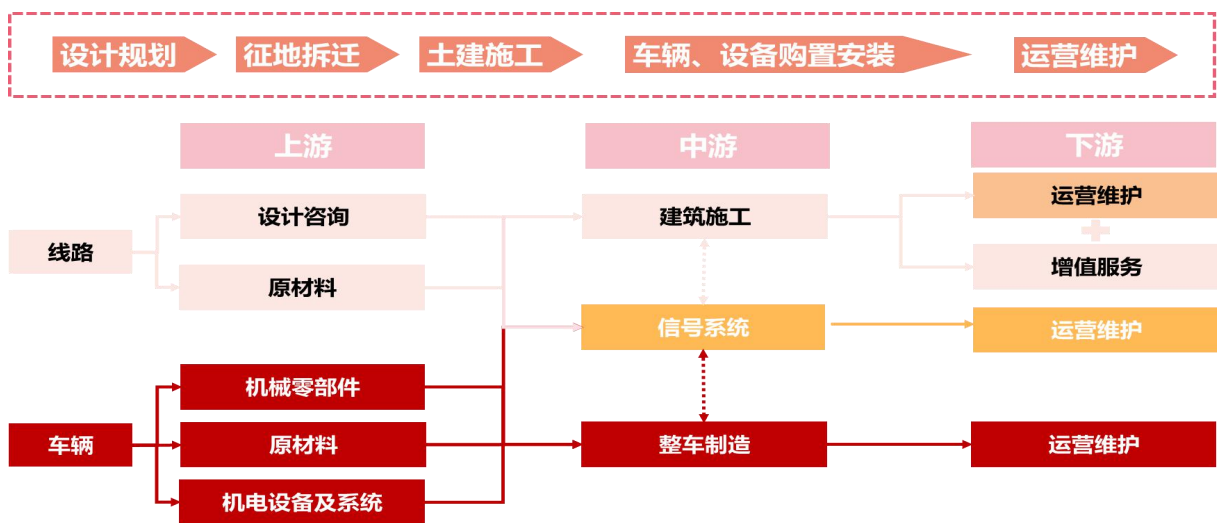 设计规划
征地拆迁
土建施工
车辆、设备购置安装
运营维护
上游
中游
下游
线路
设计咨询
原材料
建筑施工
运营维护
增值服务
信号系统
运营维护
车辆
机械零部件
原材料
机电设备及系统
整车制造
运营维护